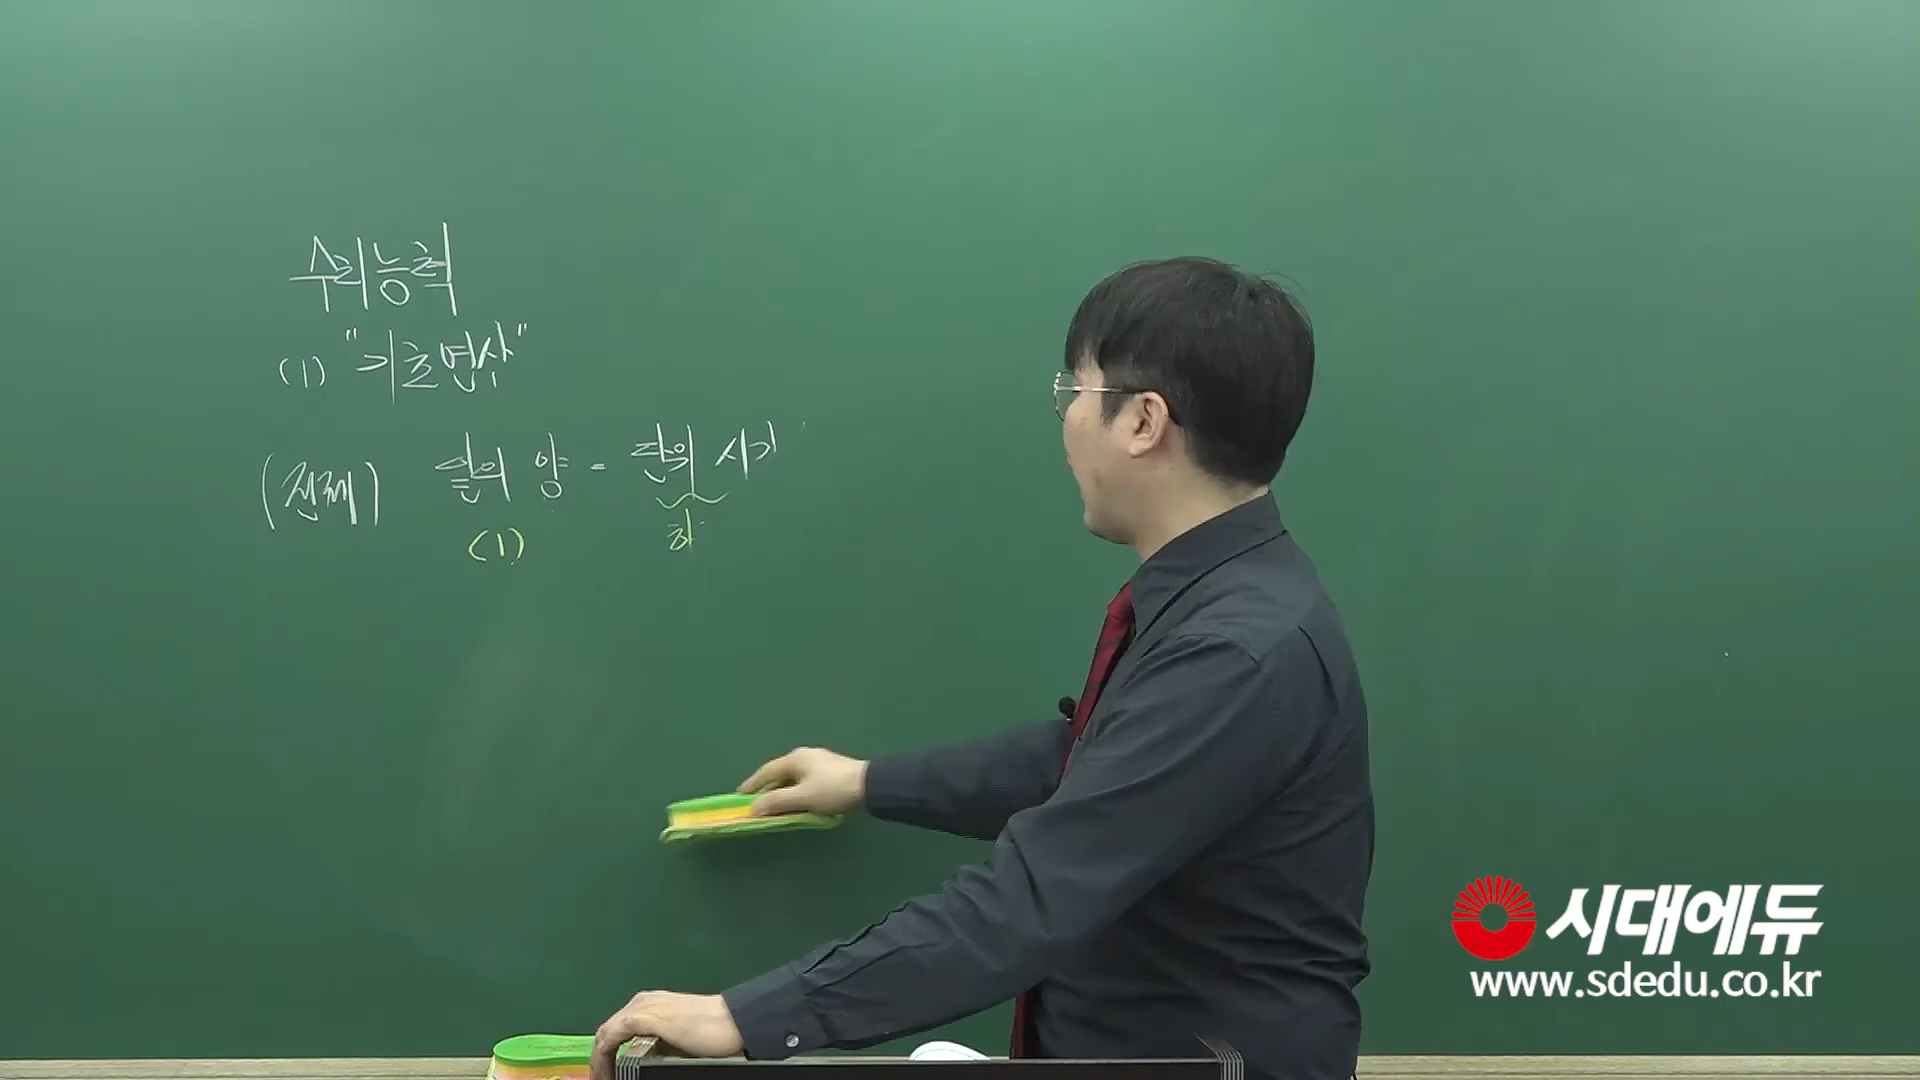 수리능력
(1) "기초연산"
(전제) 일의 양 = 단위 시간
(1)
하
시대에듀
www.sdedu.co.kr